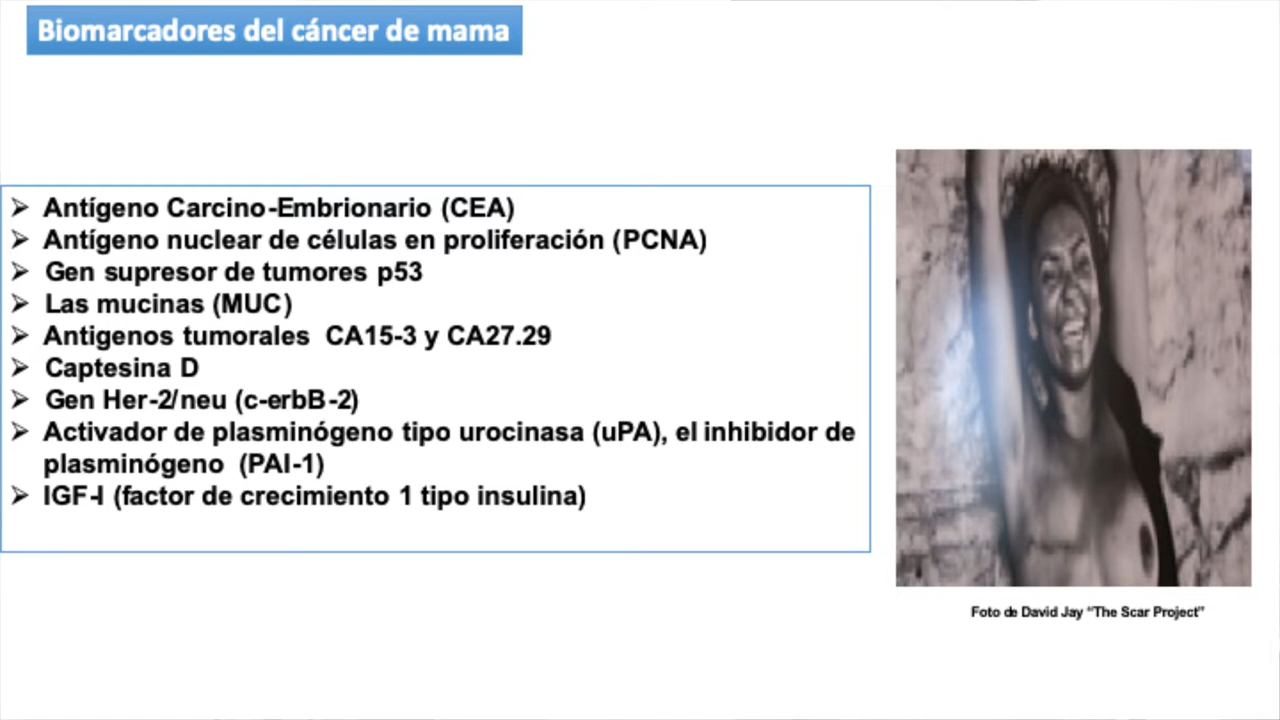 Biomarcadores del cáncer de mama
Antígeno Carcino-Embrionario (CEA)
Antígeno nuclear de células en proliferación (PCNA)
Gen supresor de tumores p53
Las mucinas (MUC)
Antigenos tumorales CA15-3 y CA27.29
Captesina D
Gen Her-2/neu (c-erbB-2)
Activador de plasminógeno tipo urocinasa (uPA), el inhibidor de
plasminógeno (PAI-1)
IGF-I (factor de crecimiento 1 tipo insulina)
Foto de David Jay "The Scar Project"